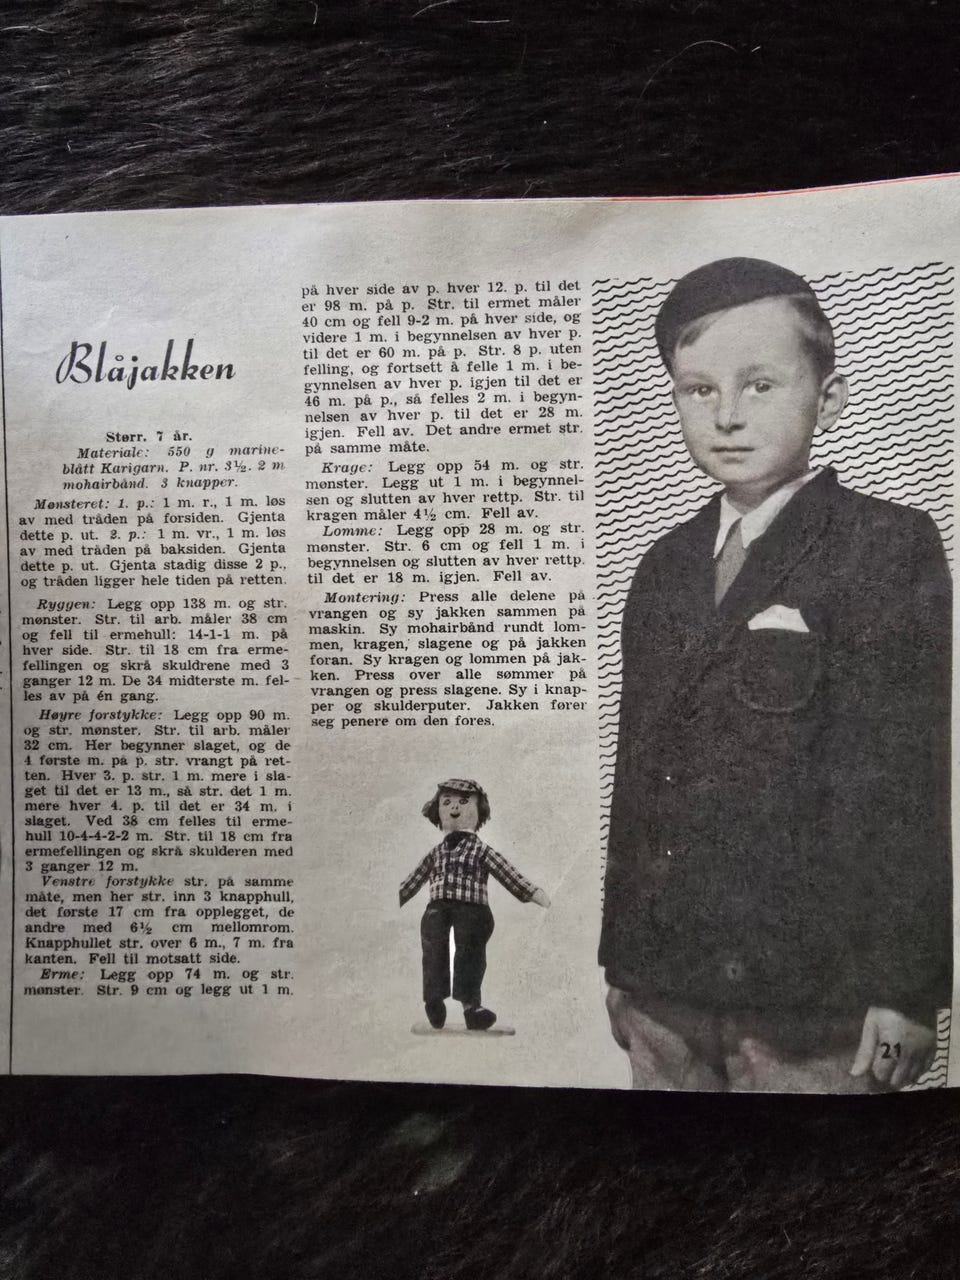 Blåjakken
Størr. 7 år.
Materiale: 550 g marine-
blått Karigarn. P. nr. 3½. 2 m
mohairbånd. 3 knapper.
Mønsteret: 1. p.: 1 m. r., 1 m. løs
av med tråden på forsiden. Gjenta
dette p. ut. 2. p.: 1 m. vr., 1 m. løs
av med tråden på baksiden. Gjenta
dette p. ut. Gjenta stadig disse 2 p.,
og tråden ligger hele tiden på retten.
Ryggen: Legg opp 138 m. og str.
mønster. Str. til arb. måler 38 cm
og fell til ermehull: 14-1-1 m. på
hver side. Str. til 18 cm fra erme-
fellingen og skrå skuldrene med 3
ganger 12 m. De 34 midterste m. fel-
les av på én gang.
Høyre forstykke: Legg opp 90 m.
og str. mønster. Str. til arb. måler
32 cm. Her begynner slaget, og de
4 første m. på p. str. vrangt på ret-
ten. Hver 3. p. str. 1 m. mere i sla-
get til det er 13 m., så str. det 1 m.
mere hver 4. p. til det er 34 m. i
slaget. Ved 38 cm felles til erme-
hull 10-4-4-2-2 m. Str. til 18 cm fra
ermefellingen og skrå skulderen med
3 ganger 12 m.
Venstre forstykke str. på samme
måte, men her str. inn 3 knapphull,
det første 17 cm fra opplegget, de
andre med 6½ cm mellomrom.
Knapphullet str. over 6 m., 7 m. fra
kanten. Fell til motsatt side.
Erme: Legg opp 74 m. og str.
mønster. Str. 9 cm og legg ut 1 m.
på hver side av p. hver 12. p. til det
er 98 m. på p. Str. til ermet måler
40 cm og fell 9-2 m. på hver side, og
videre 1 m. i begynnelsen av hver p.
til det er 60 m. på p. Str. 8 p. uten
felling, og fortsett å felle 1 m. i be-
gynnelsen av hver p. igjen til det er
46 m. på p., så felles 2 m. i begyn-
nelsen av hver p. til det er 28 m.
igjen. Fell av. Det andre ermet str.
på samme måte.
Krage: Legg opp 54 m. og str.
mønster. Legg ut 1 m. i begynnel-
sen og slutten av hver rettp. Str. til
kragen måler 4½ cm. Fell av.
Lomme: Legg opp 28 m. og str.
mønster. Str. 6 cm og fell 1 m. i
begynnelsen og slutten av hver rettp.
til det er 18 m. igjen. Fell av.
Montering: Press alle delene på
vrangen og sy jakken sammen på
maskin. Sy mohairbånd rundt lom-
men, kragen, slagene og på jakken
foran. Sy kragen og lommen på jak-
ken. Press over alle sømmer på
vrangen og press slagene. Sy i knap-
per og skulderputer. Jakken fører
seg penere om den fores.
21